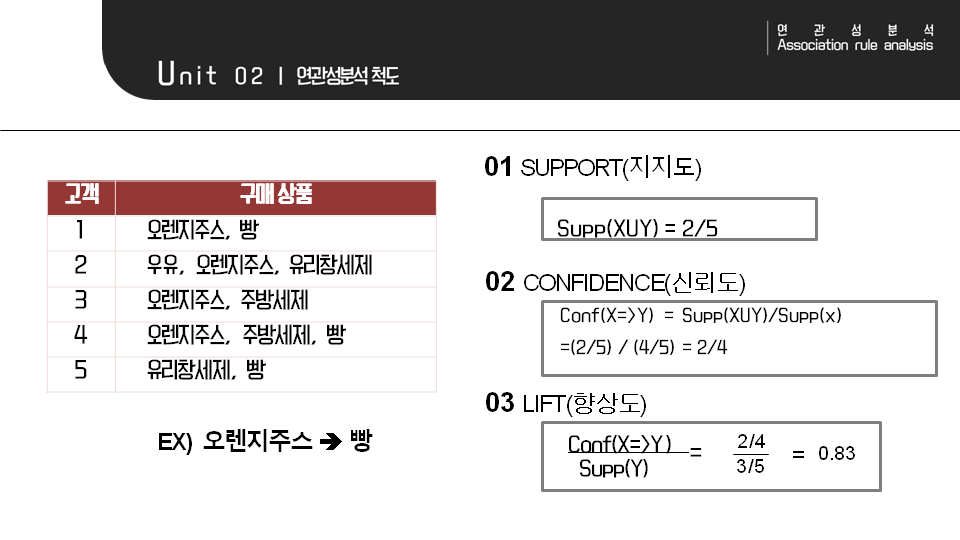 연 관 성 분 석
Association rule analysis
Unit 02 | 연관성분석 척도
고객 구매 상품
1 오렌지주스, 빵
2 우유, 오렌지주스, 유리창세제
3 오렌지주스, 주방세제
4 오렌지주스, 주방세제, 빵
5 유리창세제, 빵
EX) 오렌지주스 ➔ 빵
01 SUPPORT(지지도)
Supp(XUY) = 2/5
02 CONFIDENCE(신뢰도)
Conf(X=>Y) = Supp(XUY)/Supp(x)
=(2/5) / (4/5) = 2/4
03 LIFT(향상도)
Conf(X=>Y)
Supp(Y)
=
2/4
3/5
= 0.83